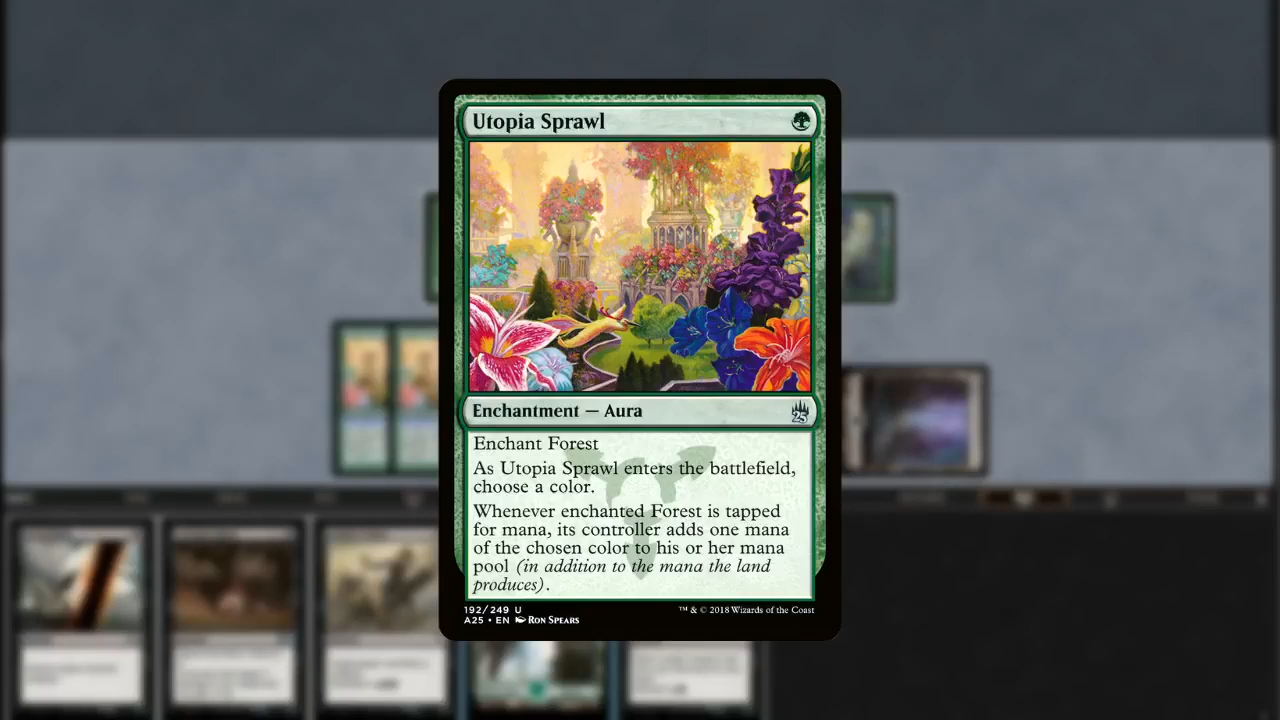 Utopia Sprawl
Enchantment — Aura
25
Enchant Forest
As Utopia Sprawl enters the battlefield,
choose a color.
Whenever enchanted Forest is tapped
for mana, its controller adds one mana
of the chosen color to his or her mana
pool (in addition to the mana the land
produces).
192/249 U
™ & © 2018 Wizards of the Coast
A25 • EN Ron Spears